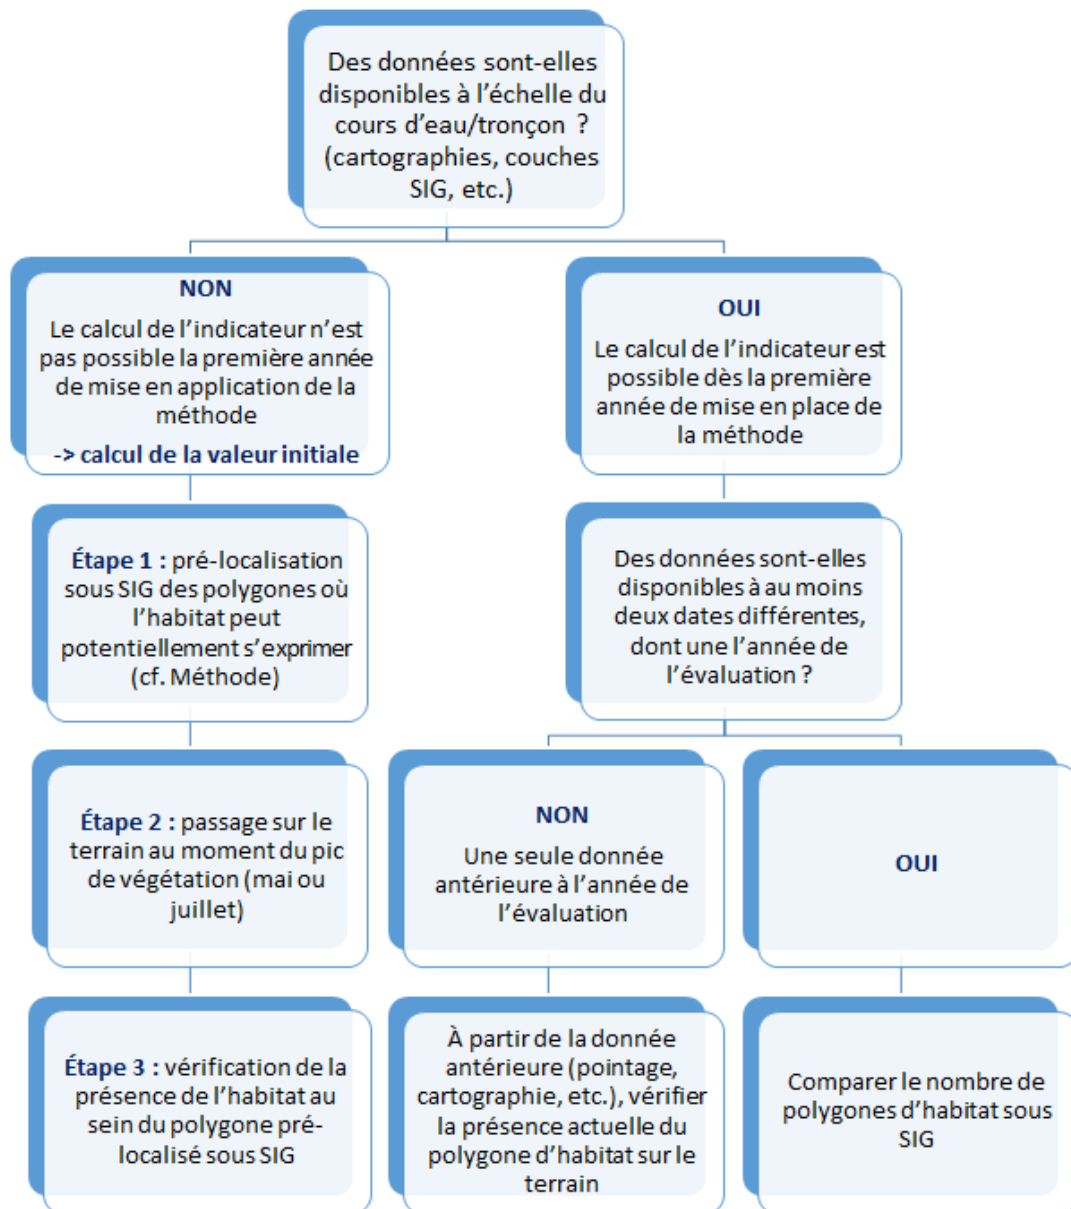 Des données sont-elles
disponibles à l'échelle du
cours d'eau/tronçon ?
(cartographies, couches
SIG, etc.)
NON
Le calcul de l'indicateur n'est
pas possible la première année
de mise en application de la
méthode
-> calcul de la valeur initiale
OUI
Le calcul de l'indicateur est
possible dès la première
année de mise en place de
la méthode
Étape 1 : pré-localisation
sous SIG des polygones où
l'habitat peut
potentiellement s'exprimer
(cf. Méthode)
Des données sont-elles
disponibles à au moins
deux dates différentes,
dont une l'année de
l'évaluation ?
Étape 2 : passage sur le
terrain au moment du pic
de végétation (mai ou
juillet)
NON
Une seule donnée
antérieure à l'année de
l'évaluation
OUI
Étape 3 : vérification de la
présence de l'habitat au
sein du polygone pré-
localisé sous SIG
À partir de la donnée
antérieure (pointage,
cartographie, etc.), vérifier
la présence actuelle du
polygone d'habitat sur le
terrain
Comparer le nombre de
polygones d'habitat sous
SIG